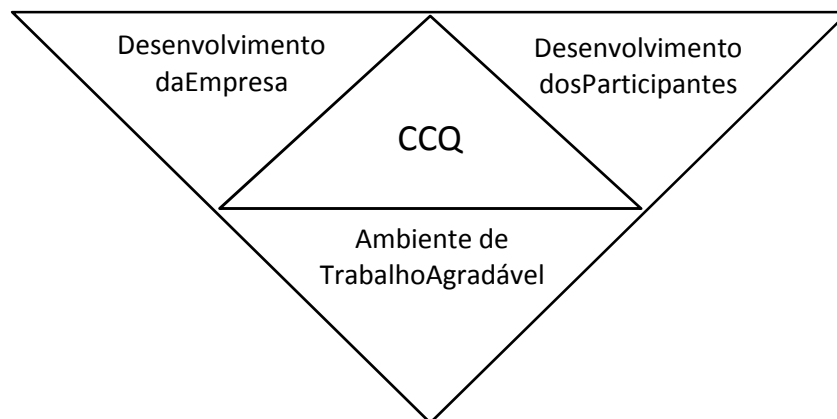 Desenvolvimento
daEmpresa
Desenvolvimento
dosParticipantes
CCQ
Ambiente de
TrabalhoAgradável